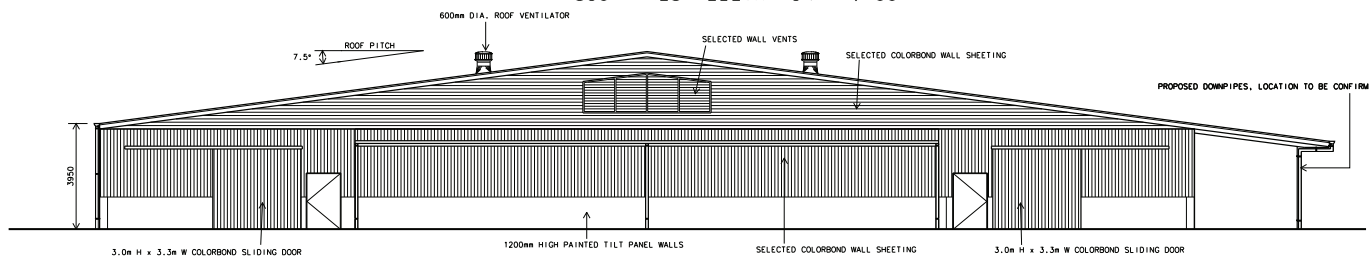 600mm DIA. ROOF VENTILATOR
ROOF PITCH
7.5°
SELECTED WALL VENTS
SELECTED COLORBOND WALL SHEETING
PROPOSED DOWNPIPES, LOCATION TO BE CONFIRM
3950
3.0m H x 3.3m W COLORBOND SLIDING DOOR
1200mm HIGH PAINTED TILT PANEL WALLS
SELECTED COLORBOND WALL SHEETING
3.0m H x 3.3m W COLORBOND SLIDING DOOR